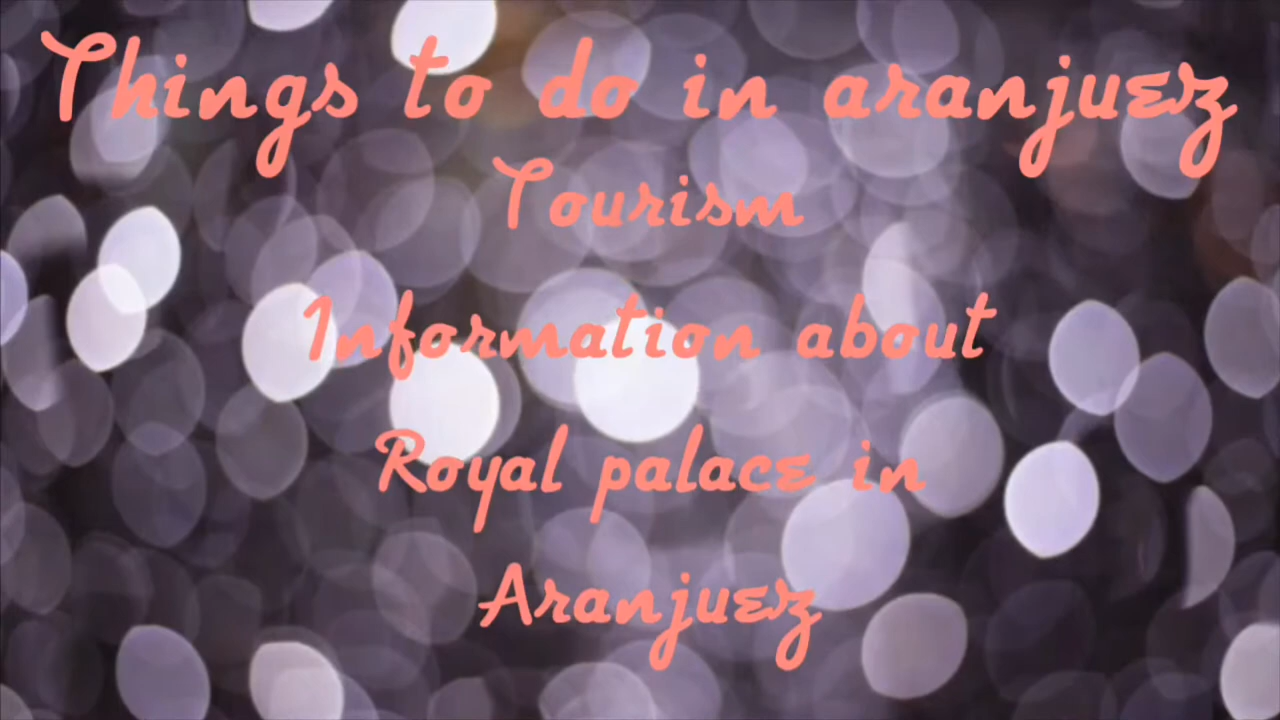 Things to do in aranjuez
Tourism
Information about
Royal palace in
Aranjuez